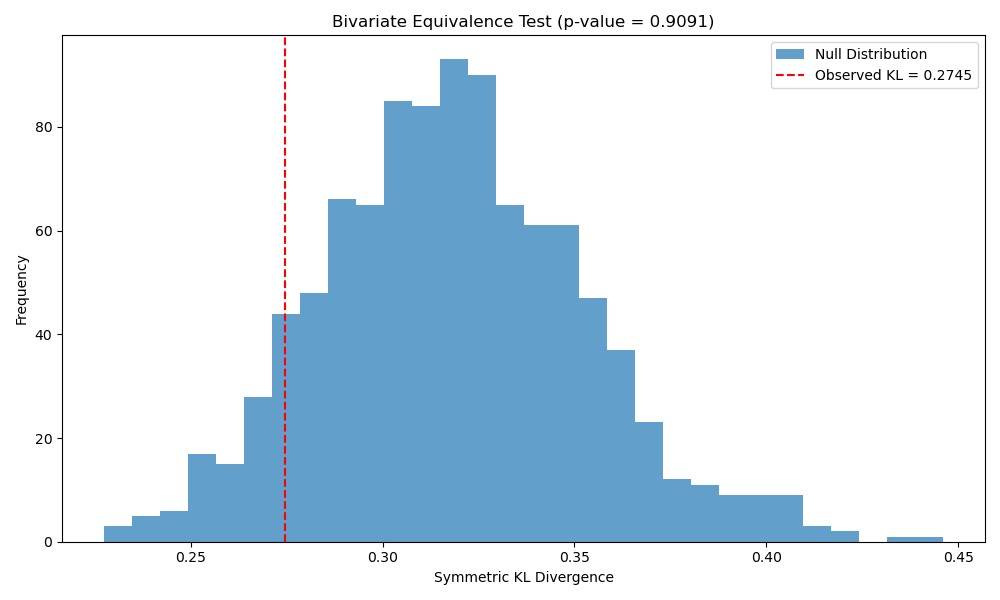 Bivariate Equivalence Test (p-value = 0.9091)
Null Distribution
Observed KL = 0.2745
Frequency
80
60
40
20
0
0.25
0.30
0.35
0.40
0.45
Symmetric KL Divergence